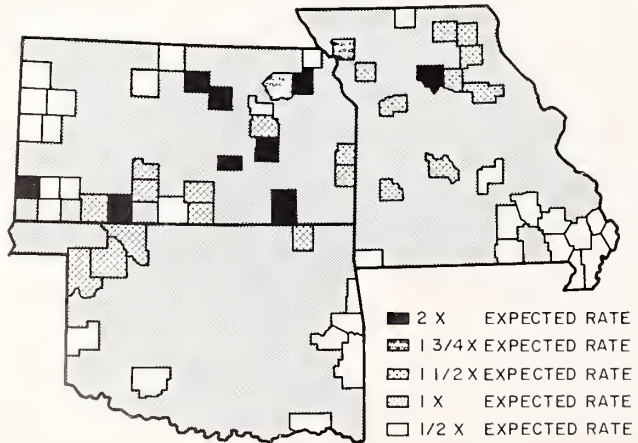 2 X EXPECTED RATE
1 3/4 X EXPECTED RATE
1 1/2 X EXPECTED RATE
1 X EXPECTED RATE
1/2 X EXPECTED RATE